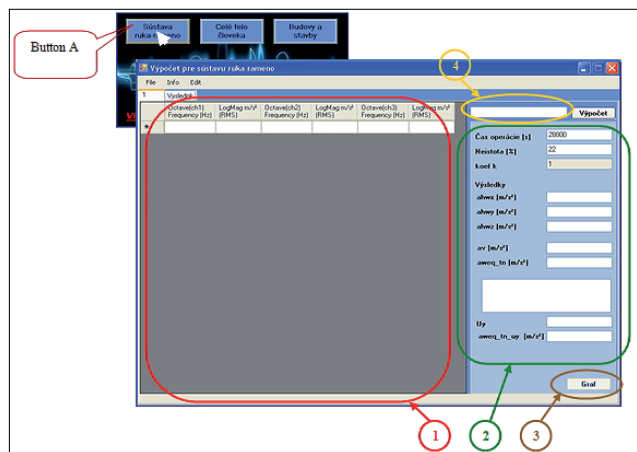 Button A
Sústava
ruka-rameno
Celé telo
človeka
Budovy a
stavby
Výpočet pre sústavu ruka rameno
File Info Edit
1 Výsledok
Octave(ch1) LogMag m/s² Octave(ch2) LogMag m/s² Octave(ch3) LogMag m/s²
Frequency (Hz) (RMS) Frequency (Hz) (RMS) Frequency (Hz) (RMS)
4
Výpočet
Čas operácie [s] 28800
Neistota [%] 22
koef k 1
Výsledky
ahwx [m/s²]
ahwy [m/s²]
ahwz [m/s²]
av [m/s²]
aweq_tn [m/s²]
Uy
aweq_tn_uy [m/s²]
Graf
1
2
3